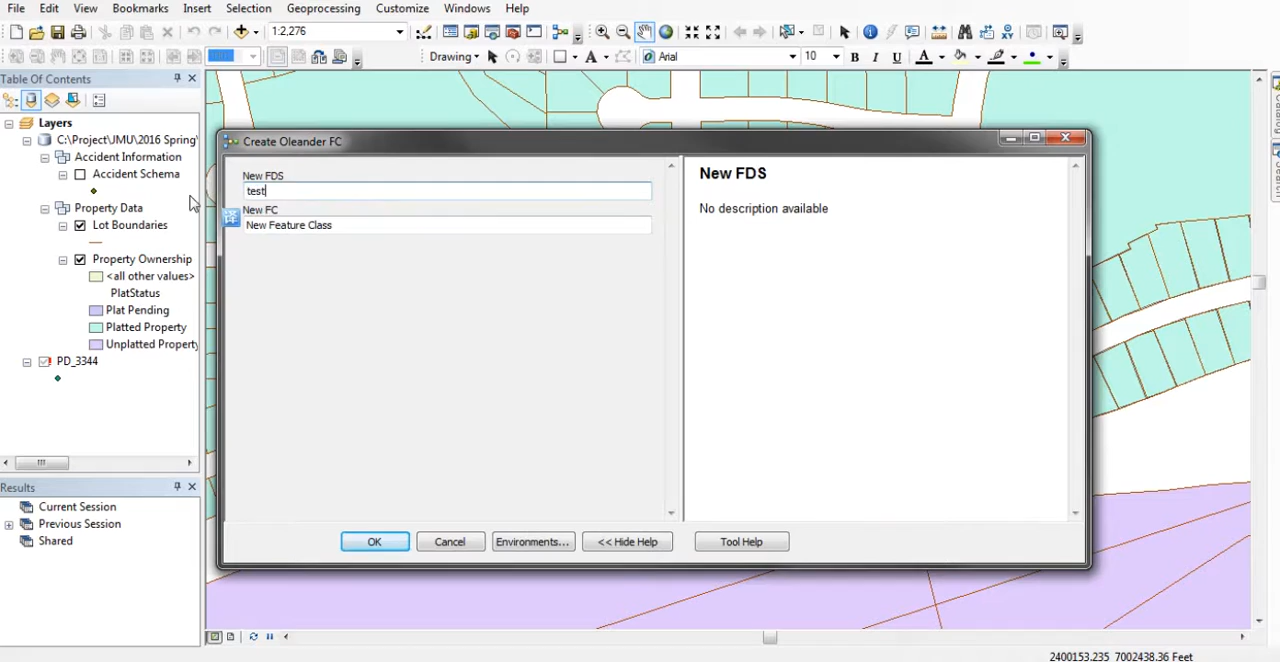 File Edit View Bookmarks Insert Selection Geoprocessing Customize Windows Help
1:2,276
Drawing A Arial 10 B I U A
Table Of Contents
Layers
C:\Project\JMU\2016 Spring\
Accident Information
Accident Schema
Property Data
Lot Boundaries
Property Ownership
<all other values>
PlatStatus
Plat Pending
Platted Property
Unplatted Property
PD_3344
Results
Current Session
Previous Session
Shared
Create Oleander FC
New FDS
test
译
New FC
New Feature Class
New FDS
No description available
OK Cancel Environments... << Hide Help Tool Help
Catalog
Search
2400153.235 7002438.36 Feet